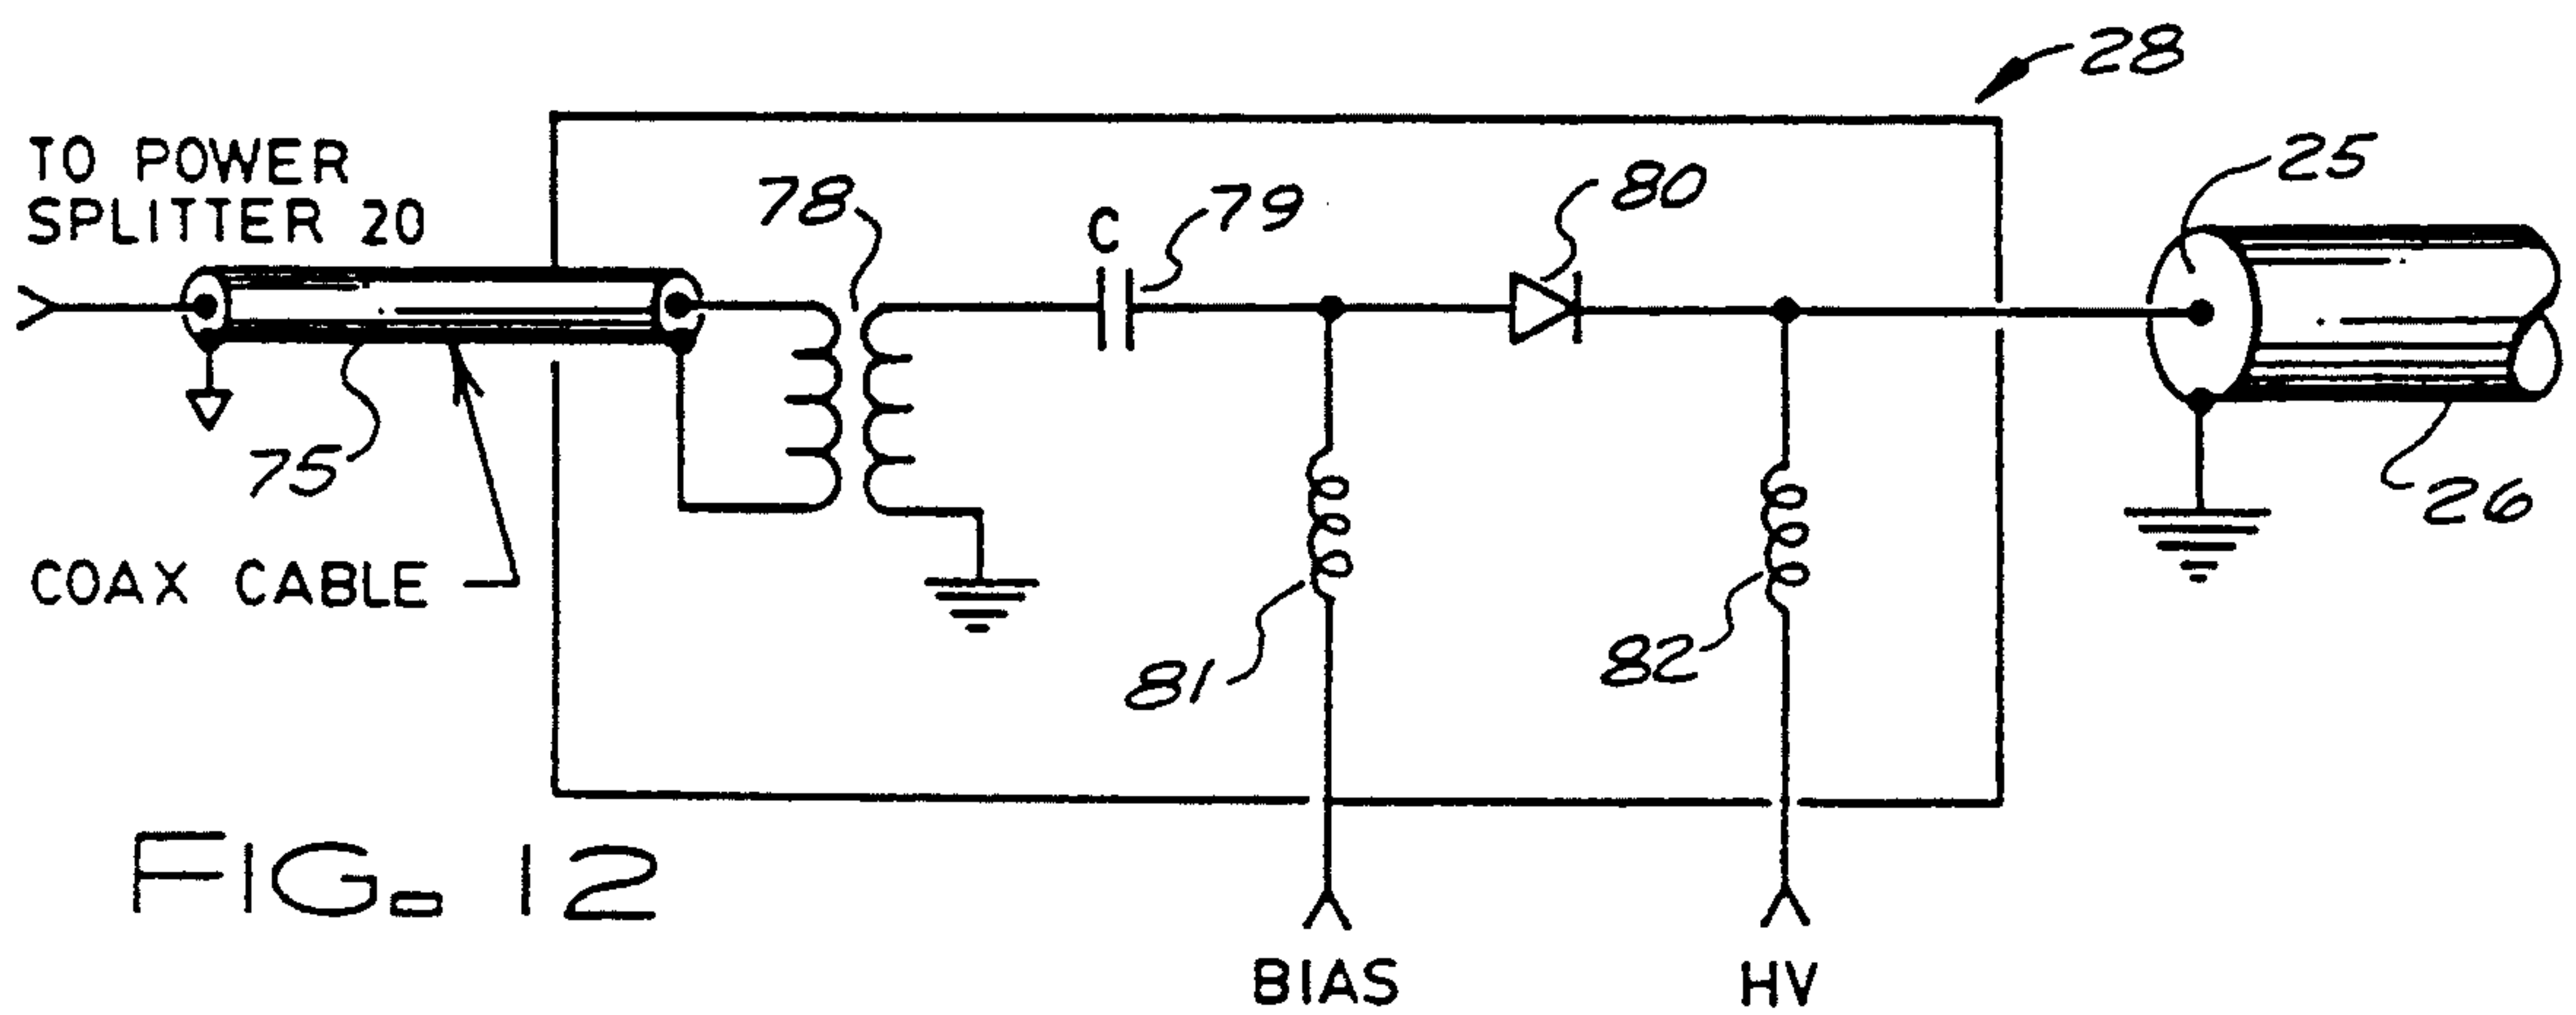 28
TO POWER
SPLITTER 20
25
78
C
79
80
75
26
COAX CABLE
81
82
FIG. 12
BIAS
HV